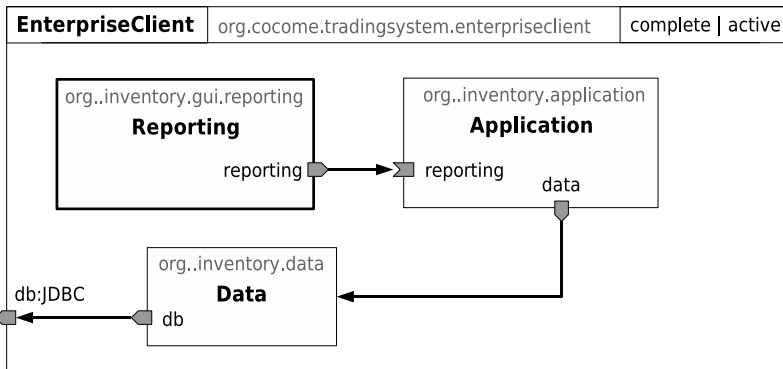 EnterpriseClient org.cocome.tradingsystem.enterpriseclient complete | active
org..inventory.gui.reporting
Reporting
reporting
org..inventory.application
Application
reporting
data
org..inventory.data
Data
db
db:JDBC